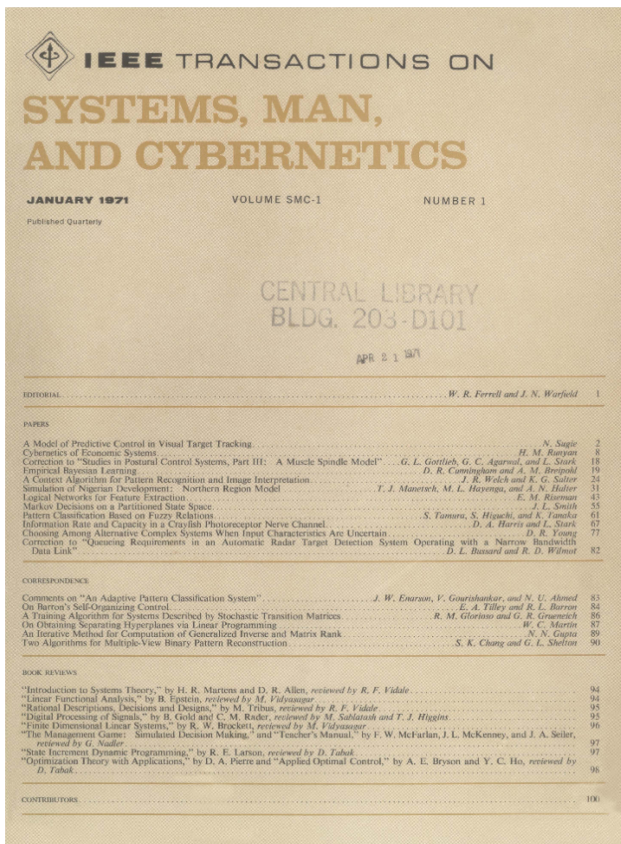 IEEE TRANSACTIONS ON
SYSTEMS, MAN,
AND CYBERNETICS
JANUARY 1971 VOLUME SMC-1 NUMBER 1
Published Quarterly
CENTRAL LIBRARY
BLDG. 203-D101
APR 21 1971
EDITORIAL W. R. Ferrell and J. N. Warfield 1
PAPERS
A Model of Predictive Control in Visual Target Tracking N. Sugie 2
Cybernetics of Economic Systems H. M. Runyan 8
Correction to "Studies in Postural Control Systems, Part III: A Muscle Spindle Model" G. L. Gottlieb, G. C. Agarwal, and L. Stark 18
Empirical Bayesian Learning D. R. Cunningham and A. M. Breipohl 19
A Context Algorithm for Pattern Recognition and Image Interpretation J. R. Welch and K. G. Salter 24
Simulation of Nigerian Development: Northern Region Model T. J. Manetsch, M. L. Hayenga, and A. N. Halter 31
Logical Networks for Feature Extraction E. M. Riseman 43
Markov Decisions on a Partitioned State Space J. L. Smith 55
Pattern Classification Based on Fuzzy Relations S. Tamura, S. Higuchi, and K. Tanaka 61
Information Rate and Capacity in a Crayfish Photoreceptor Nerve Channel D. A. Harris and L. Stark 67
Choosing Among Alternative Complex Systems When Input Characteristics Are Uncertain D. R. Young 77
Correction to "Queueing Requirements in an Automatic Radar Target Detection System Operating with a Narrow Bandwidth
Data Link" D. L. Bussard and R. D. Wilmot 82
CORRESPONDENCE
Comments on "An Adaptive Pattern Classification System" J. W. Enarson, V. Gourishankar, and N. U. Ahmed 83
On Barron's Self-Organizing Control E. A. Tilley and R. L. Barron 84
A Training Algorithm for Systems Described by Stochastic Transition Matrices R. M. Glorioso and G. R. Grueneich 86
On Obtaining Separating Hyperplanes via Linear Programming W. C. Martin 87
An Iterative Method for Computation of Generalized Inverse and Matrix Rank N. N. Gupta 89
Two Algorithms for Multiple-View Binary Pattern Reconstruction S. K. Chang and G. L. Shelton 90
BOOK REVIEWS
"Introduction to Systems Theory," by H. R. Martens and D. R. Allen, reviewed by R. F. Vidale 94
"Linear Functional Analysis," by B. Epstein, reviewed by M. Vidyasagar 94
"Rational Descriptions, Decisions and Designs," by M. Tribus, reviewed by R. F. Vidale 95
"Digital Processing of Signals," by B. Gold and C. M. Rader, reviewed by M. Sablatash and T. J. Higgins 95
"Finite Dimensional Linear Systems," by R. W. Brockett, reviewed by M. Vidyasagar 96
"The Management Game: Simulated Decision Making," and "Teacher's Manual," by F. W. McFarlan, J. L. McKenney, and J. A. Seiler,
reviewed by G. Nadler 97
"State Increment Dynamic Programming," by R. E. Larson, reviewed by D. Tabak 97
"Optimization Theory with Applications," by D. A. Pierre and "Applied Optimal Control," by A. E. Bryson and Y. C. Ho, reviewed by
D. Tabak 98
CONTRIBUTORS 100